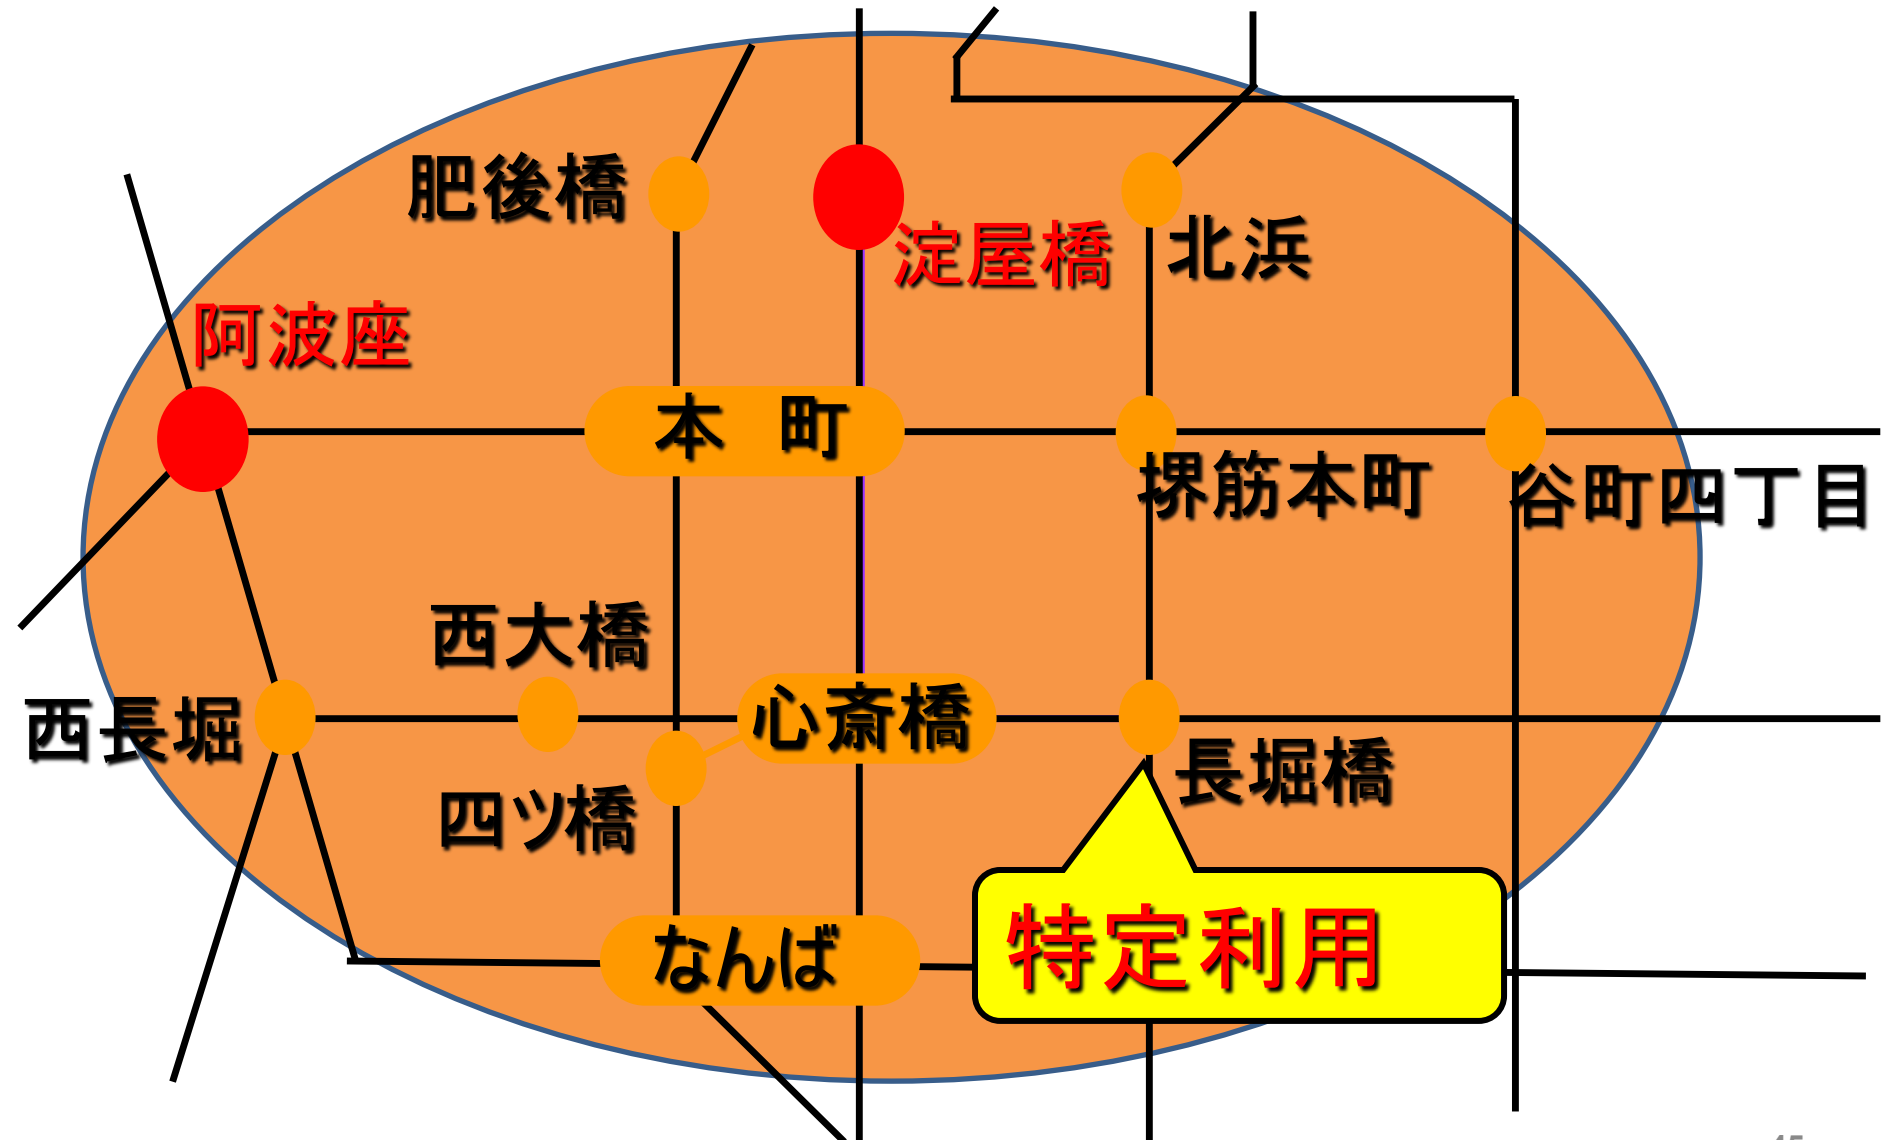 肥後橋
淀屋橋
北浜
阿波座
本　町
堺筋本町
谷町四丁目
西大橋
西長堀
心斎橋
長堀橋
四ツ橋
なんば
特定利用